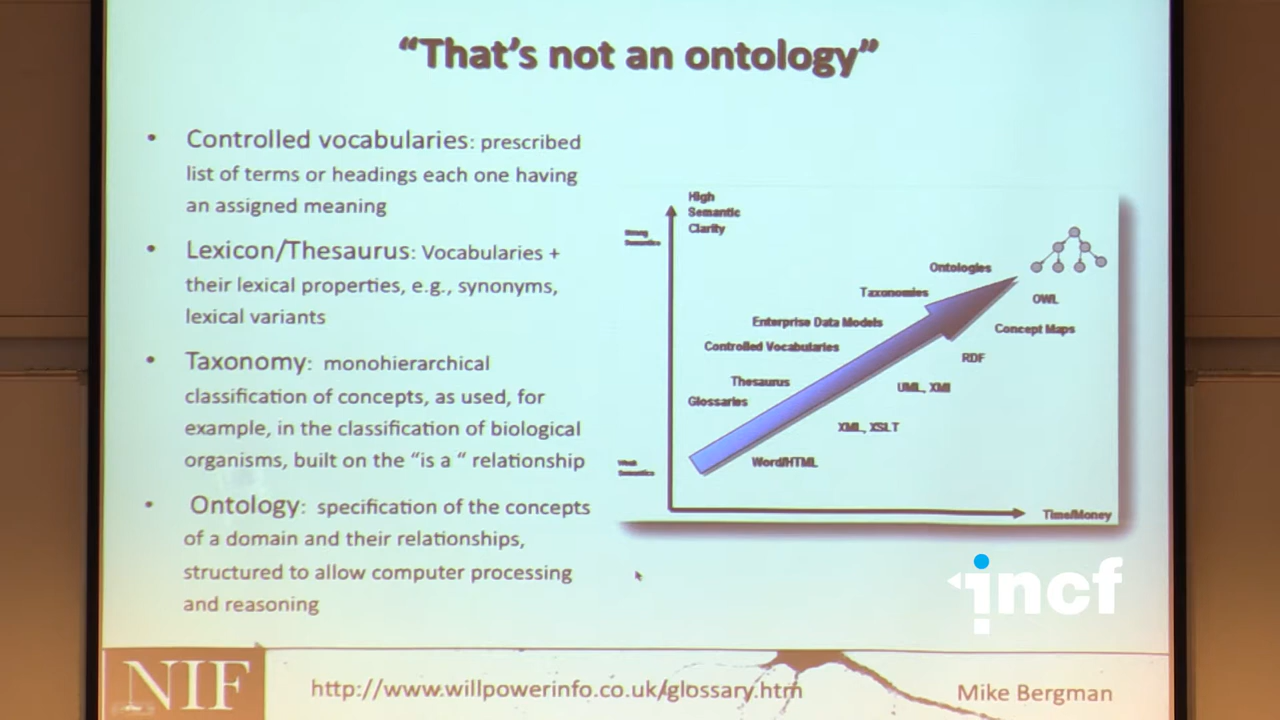 “That’s not an ontology”
• Controlled vocabularies: prescribed
list of terms or headings each one having
an assigned meaning
• Lexicon/Thesaurus: Vocabularies +
their lexical properties, e.g., synonyms,
lexical variants
• Taxonomy: monohierarchical
classification of concepts, as used, for
example, in the classification of biological
organisms, built on the “is a “ relationship
• Ontology: specification of the concepts
of a domain and their relationships,
structured to allow computer processing
and reasoning
High
Semantic
Clarity
Strong
Semantics
Ontologies
Taxonomies
OWL
Enterprise Data Models
Concept Maps
Controlled Vocabularies
RDF
Thesaurus
UML, XMI
Glossaries
XML, XSLT
Weak
Semantics
Word/HTML
Time/Money
incf
NIF
http://www.willpowerinfo.co.uk/glossary.htm
Mike Bergman